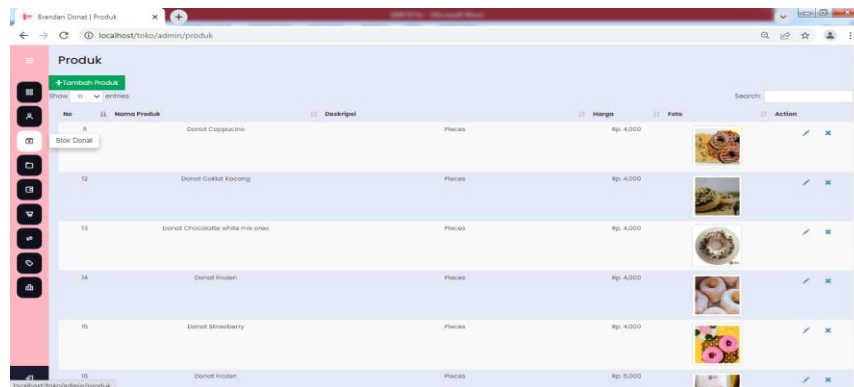 Brandan Donat | Produk
localhost/toko/admin/produk
Produk
+Tambah Produk
Show 10 entries
Search:
No Nama Produk Deskripsi Harga Foto Action
11 Donat Cappucino Pieces Rp. 4,000
Stok Donat
12 Donat Coklat Kacang Pieces Rp. 4,000
13 Donat Chocolatte white mix oreo Pieces Rp. 4,000
14 Donat Frozen Pieces Rp. 4,000
15 Donat Strawberry Pieces Rp. 4,000
16 Donat Frozen Pieces Rp. 5,000
localhost/toko/admin/produk